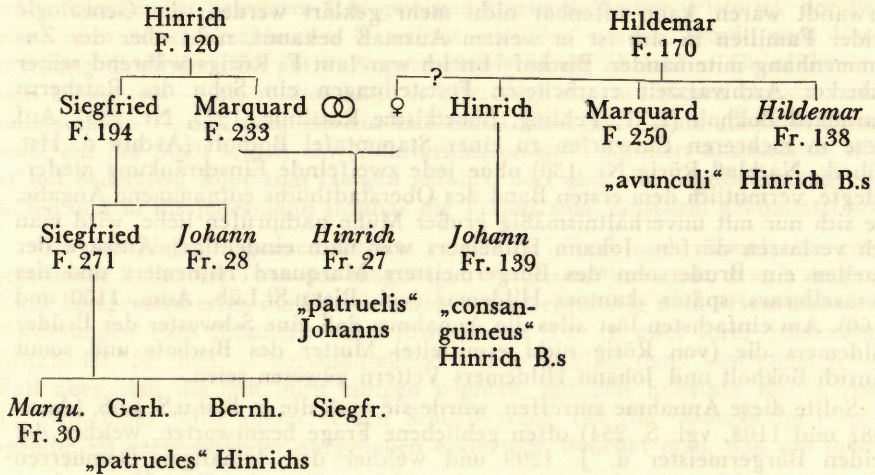 Hinrich Hildemar
F. 120 F. 170
?
Siegfried Marquard ⚭ ♀ Hinrich Marquard Hildemar
F. 194 F. 233 F. 250 Fr. 138
„avunculi“ Hinrich B.s
Siegfried Johann Hinrich Johann
F. 271 Fr. 28 Fr. 27 Fr. 139
„patruelis“ „consan-
Johanns guineus“
Hinrich B.s
Marqu. Gerh. Bernh. Siegfr.
Fr. 30
„patrueles“ Hinrichs